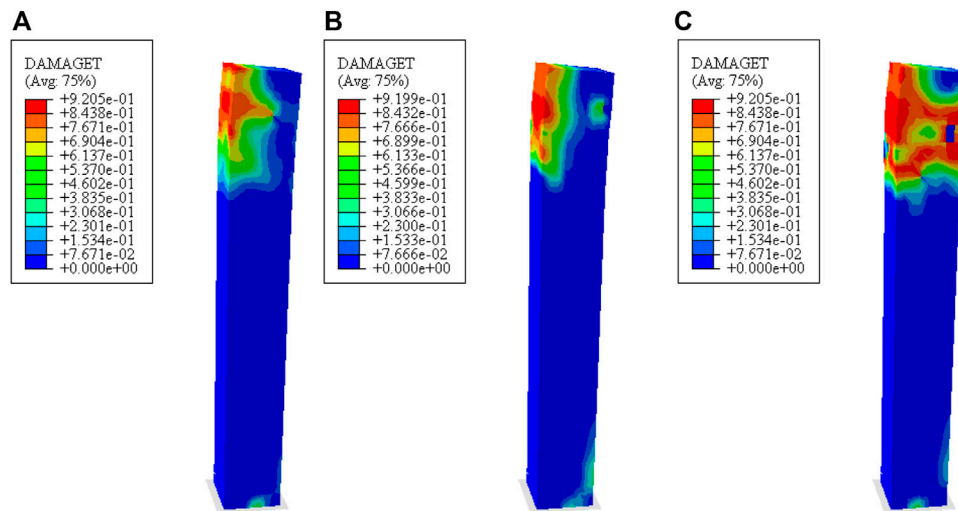 A
DAMAGET
(Avg: 75%)
+9.205e-01
+8.438e-01
+7.671e-01
+6.904e-01
+6.137e-01
+5.370e-01
+4.602e-01
+3.835e-01
+3.068e-01
+2.301e-01
+1.534e-01
+7.671e-02
+0.000e+00
B
DAMAGET
(Avg: 75%)
+9.199e-01
+8.432e-01
+7.666e-01
+6.899e-01
+6.133e-01
+5.366e-01
+4.599e-01
+3.833e-01
+3.066e-01
+2.300e-01
+1.533e-01
+7.666e-02
+0.000e+00
C
DAMAGET
(Avg: 75%)
+9.205e-01
+8.438e-01
+7.671e-01
+6.904e-01
+6.137e-01
+5.370e-01
+4.602e-01
+3.835e-01
+3.068e-01
+2.301e-01
+1.534e-01
+7.671e-02
+0.000e+00